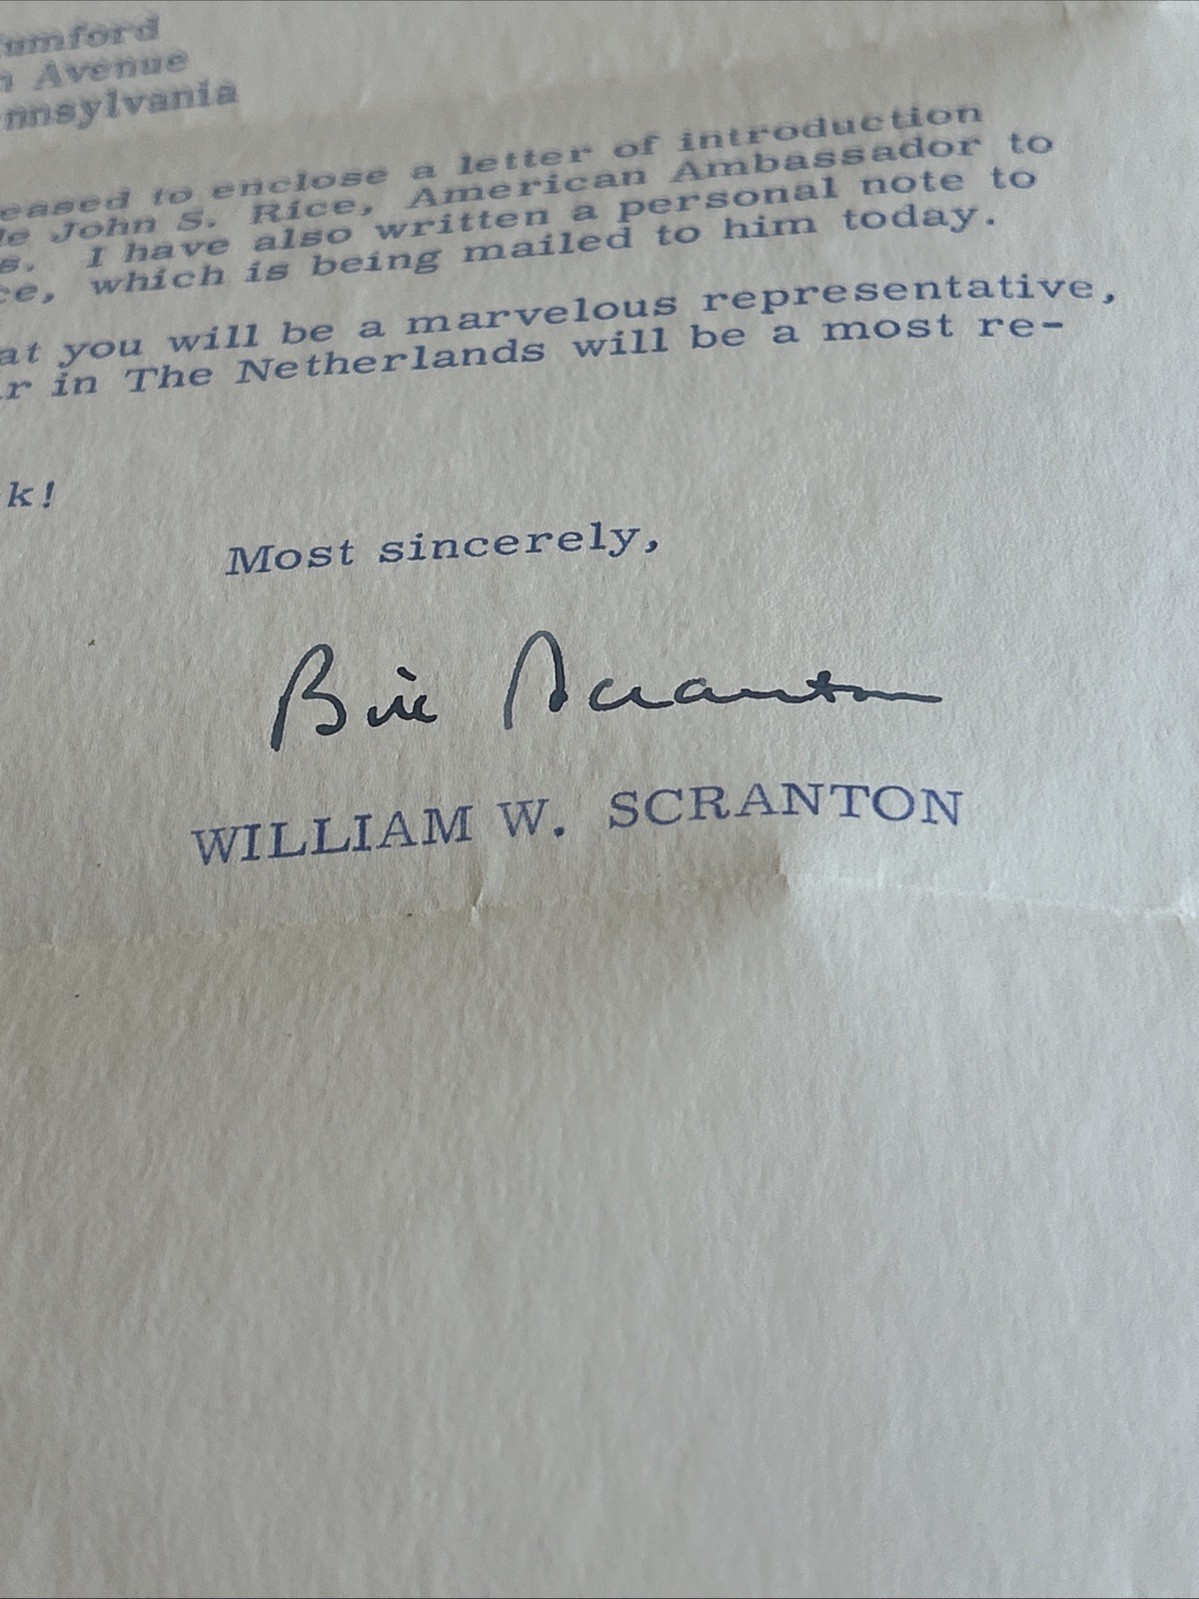 umford
Avenue
nnsylvania
eased to enclose a letter of introduction
le John S. Rice, American Ambassador to
s. I have also written a personal note to
ce, which is being mailed to him today.
at you will be a marvelous representative,
r in The Netherlands will be a most re-
k!
Most sincerely,
Bill Scranton
WILLIAM W. SCRANTON